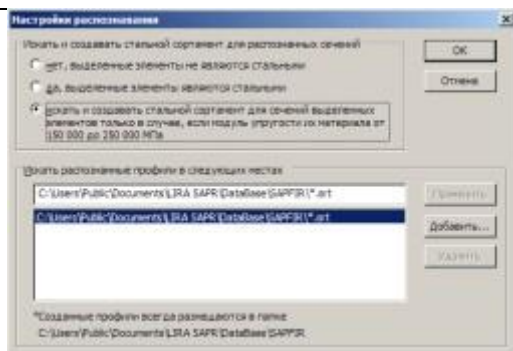 Настройки распознавания
Искать и создавать стальной сортамент для распознанных сечений
нет, выделенные элементы не являются стальными
да, выделенные элементы являются стальными
искать и создавать стальной сортамент для сечений выделенных
элементов только в случае, если модуль упругости их материала от
150 000 до 250 000 МПа
OK
Отмена
Искать распознанные профили в следующих местах
C:\Users\Public\Documents\LIRA SAPR\DataBase\SAPFIR\*.srt
C:\Users\Public\Documents\LIRA SAPR\DataBase\SAPFIR\*.srt
Добавить...
Удалить
*Созданные профили всегда размещаются в папке
C:\Users\Public\Documents\LIRA SAPR\DataBase\SAPFIR